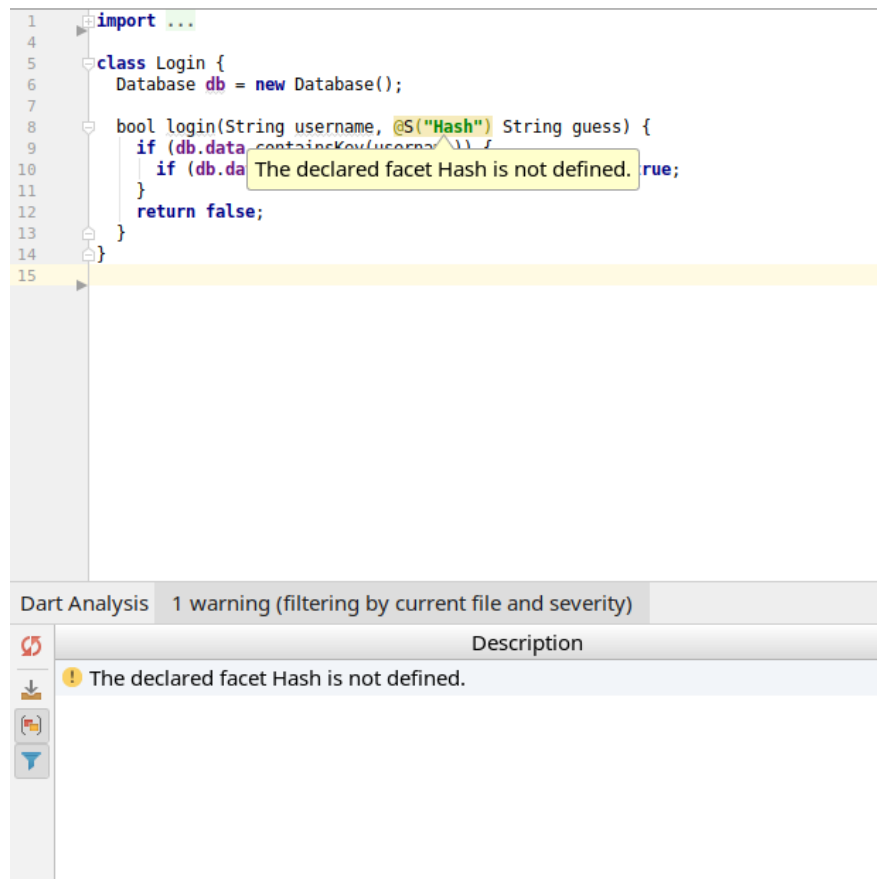 1 import ...
4
5 class Login {
6 Database db = new Database();
7
8 bool login(String username, @S("Hash") String guess) {
9 if (db.data.containsKey(username)) {
10 if (db.da rue;
The declared facet Hash is not defined.
11 }
12 return false;
13 }
14 }
15
Dart Analysis 1 warning (filtering by current file and severity)
Description
The declared facet Hash is not defined.